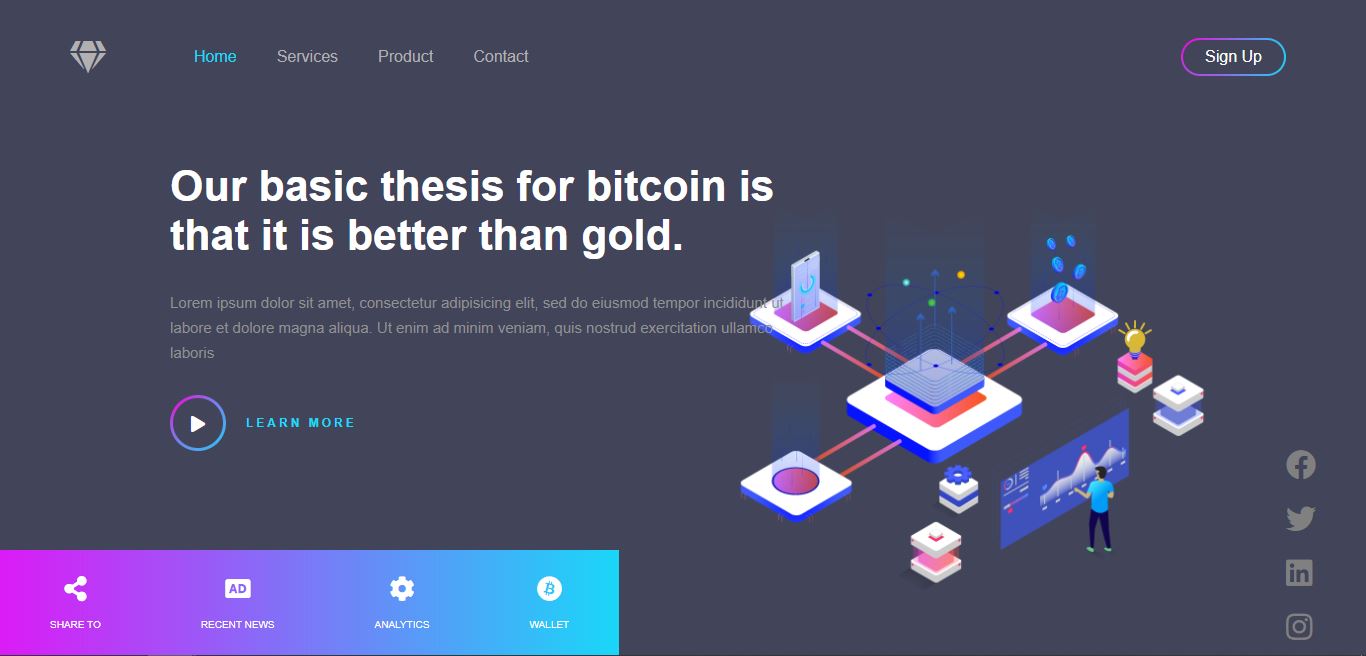 Home Services Product Contact Sign Up
Our basic thesis for bitcoin is
that it is better than gold.
Lorem ipsum dolor sit amet, consectetur adipisicing elit, sed do eiusmod tempor incididunt ut
labore et dolore magna aliqua. Ut enim ad minim veniam, quis nostrud exercitation ullamco
laboris
LEARN MORE
AD
SHARE TO RECENT NEWS ANALYTICS WALLET